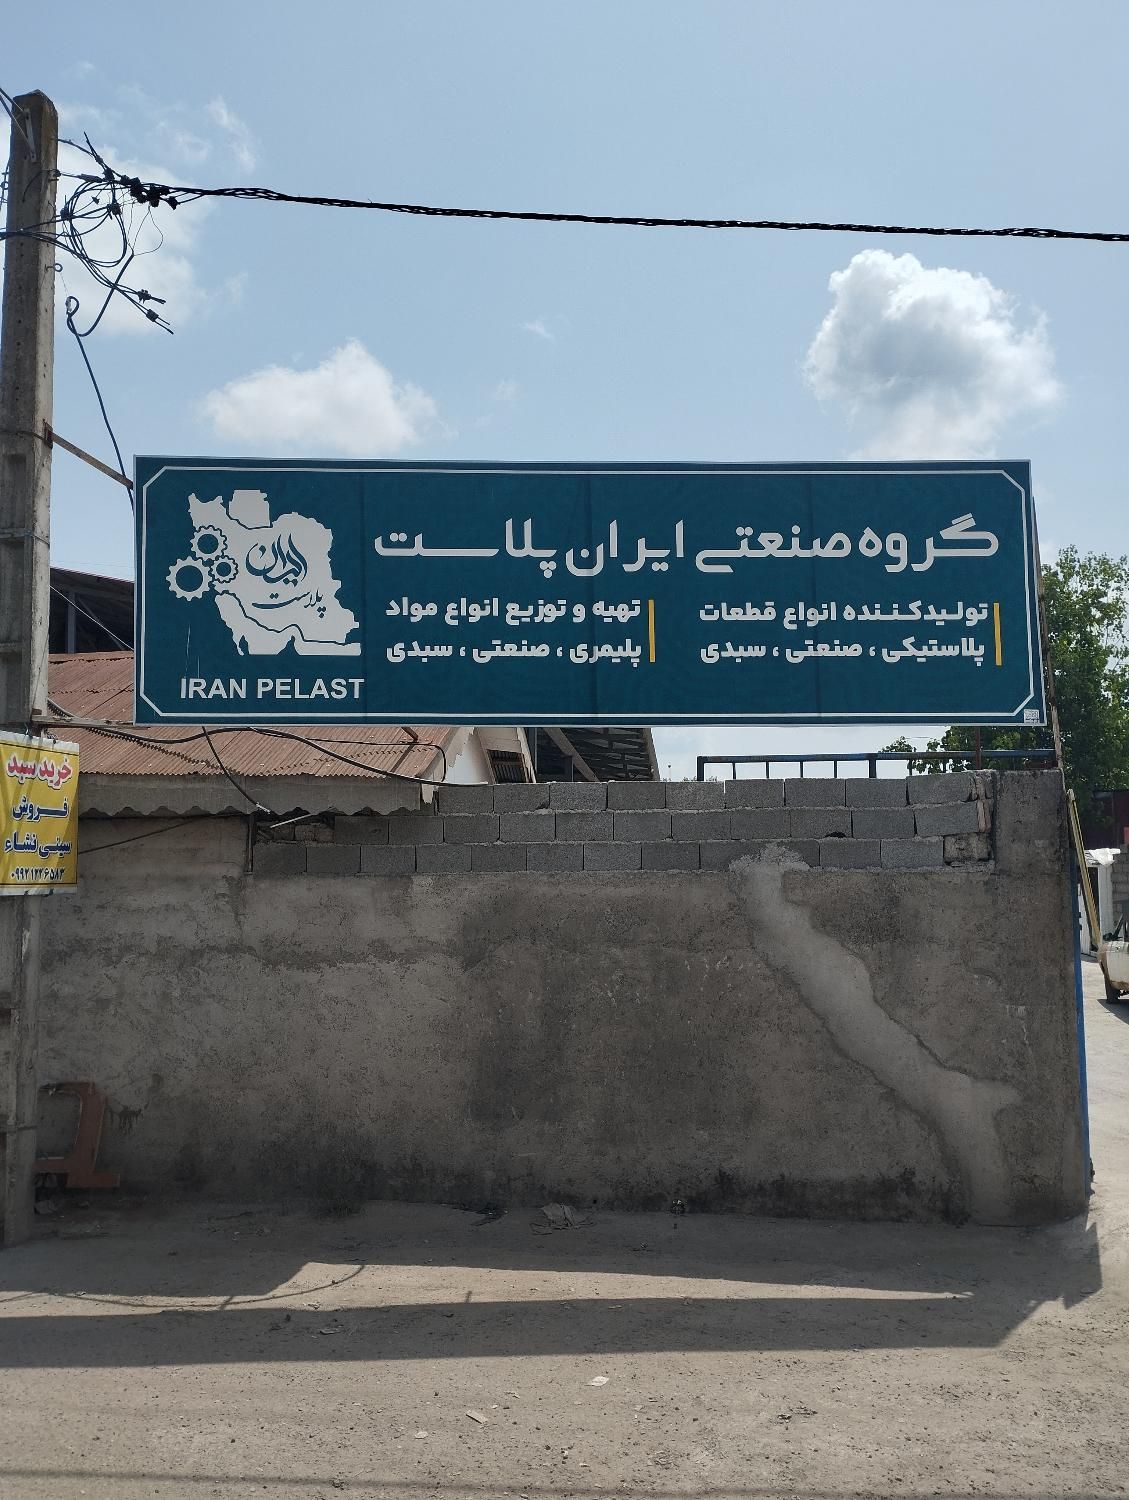 گروه صنعتی ایران پلاست
تولیدکننده انواع قطعات
پلاستیکی ، صنعتی ، سبدی
تهیه و توزیع انواع مواد
پلیمری ، صنعتی ، سبدی
ایران
پلاست
IRAN PELAST
خرید سبد
فروش
سینی نشاء
۰۹۹۲۱۲۴۶۵۸۳